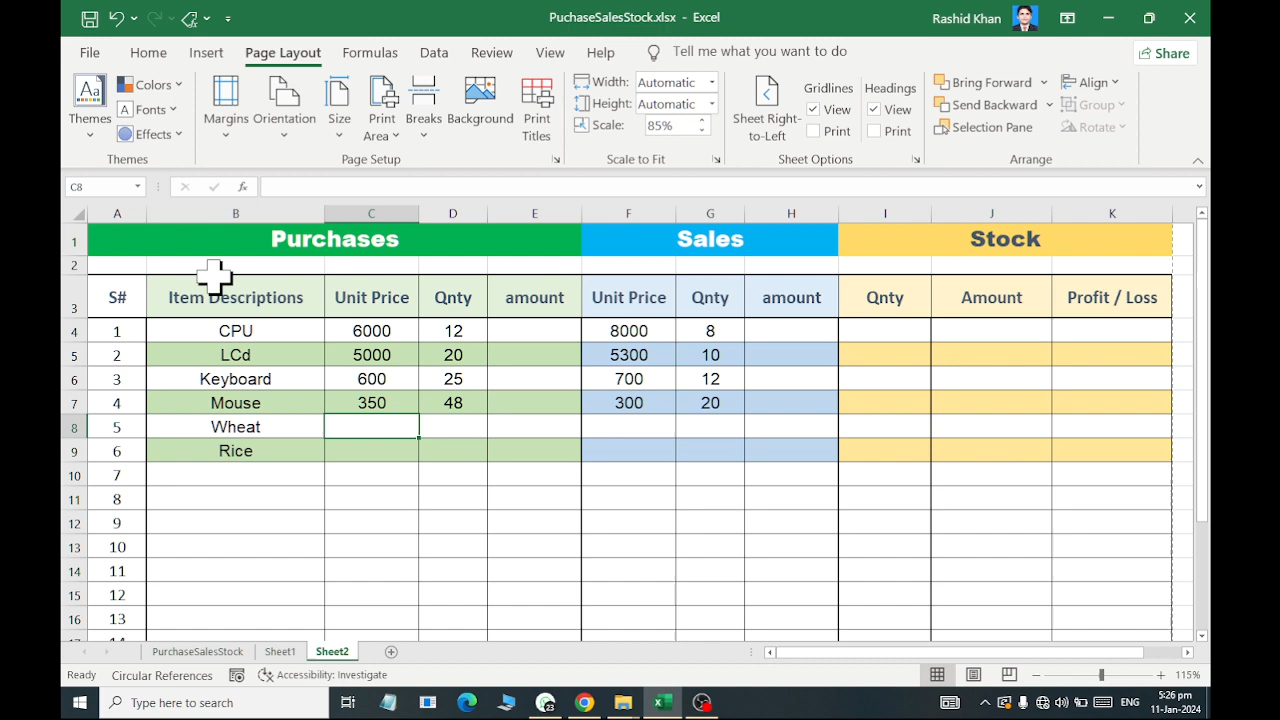 PuchaseSalesStock.xlsx - Excel
Rashid Khan
File Home Insert Page Layout Formulas Data Review View Help Tell me what you want to do Share
Themes
Colors
Fonts
Effects
Themes
Margins
Orientation
Size
Print Area
Breaks
Background
Print Titles
Page Setup
Width: Automatic
Height: Automatic
Scale: 85%
Scale to Fit
Sheet Right-to-Left
Gridlines
View
Print
Headings
View
Print
Sheet Options
Bring Forward
Send Backward
Selection Pane
Align
Group
Rotate
Arrange
C8 fx
A B C D E F G H I J K
1 Purchases Sales Stock
2
3 S# Item Descriptions Unit Price Qnty amount Unit Price Qnty amount Qnty Amount Profit / Loss
4 1 CPU 6000 12 8000 8
5 2 LCd 5000 20 5300 10
6 3 Keyboard 600 25 700 12
7 4 Mouse 350 48 300 20
8 5 Wheat
9 6 Rice
10 7
11 8
12 9
13 10
14 11
15 12
16 13
17 14
PurchaseSalesStock Sheet1 Sheet2
Ready Circular References Accessibility: Investigate 115%
Type here to search
23
ENG
5:26 pm
11-Jan-2024